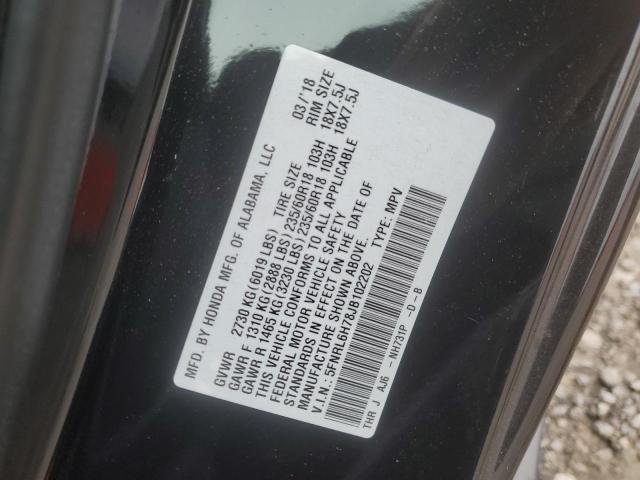 MFD. BY HONDA MFG. OF ALABAMA, LLC 03/'18
GVWR 2730 KG(6019 LBS) TIRE SIZE RIM SIZE
GAWR F 1310 KG(2888 LBS)235/60R18 103H 18X7.5J
GAWR R 1465 KG(3230 LBS)235/60R18 103H 18X7.5J
THIS VEHICLE CONFORMS TO ALL APPLICABLE
FEDERAL MOTOR VEHICLE SAFETY
STANDARDS IN EFFECT ON THE DATE OF
MANUFACTURE SHOWN ABOVE.
V.I.N.:5FNRL6H78JB102202 TYPE: MPV
THR J AJ6 - NH731P -D-B